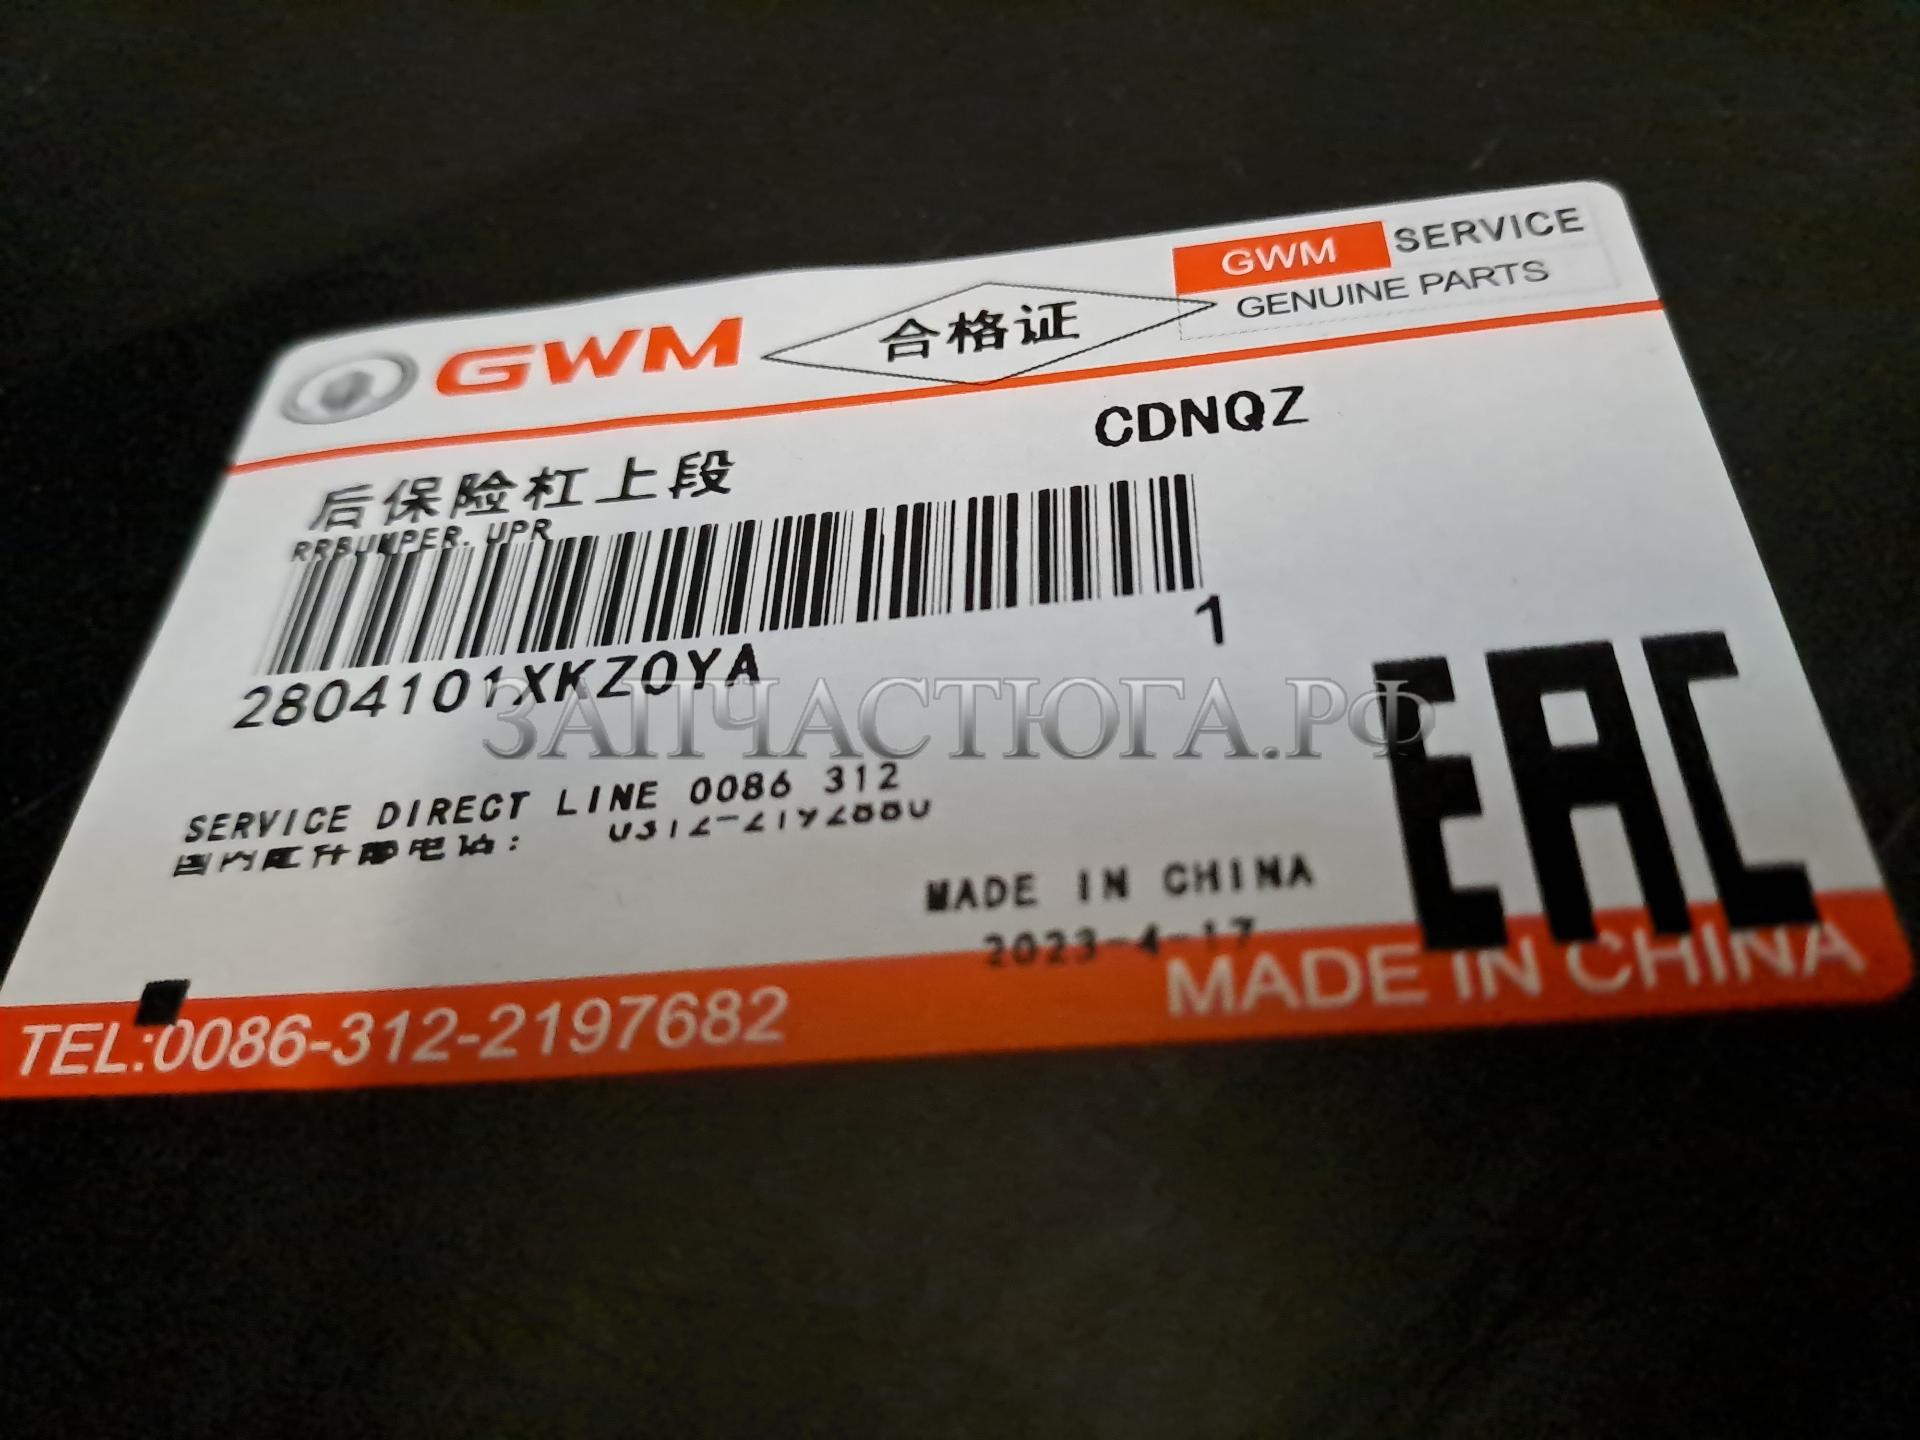 GWM
合格证
GWM SERVICE
GENUINE PARTS
CDNQZ
后保险杠上段
RRBUMPER. UPR
1
2804101XKZ0YA
ЗАПЧАСТЮГА.РФ
SERVICE DIRECT LINE 0086 312
EAC
MADE IN CHINA
2023-4-17
TEL:0086-312-2197682
MADE IN CHINA